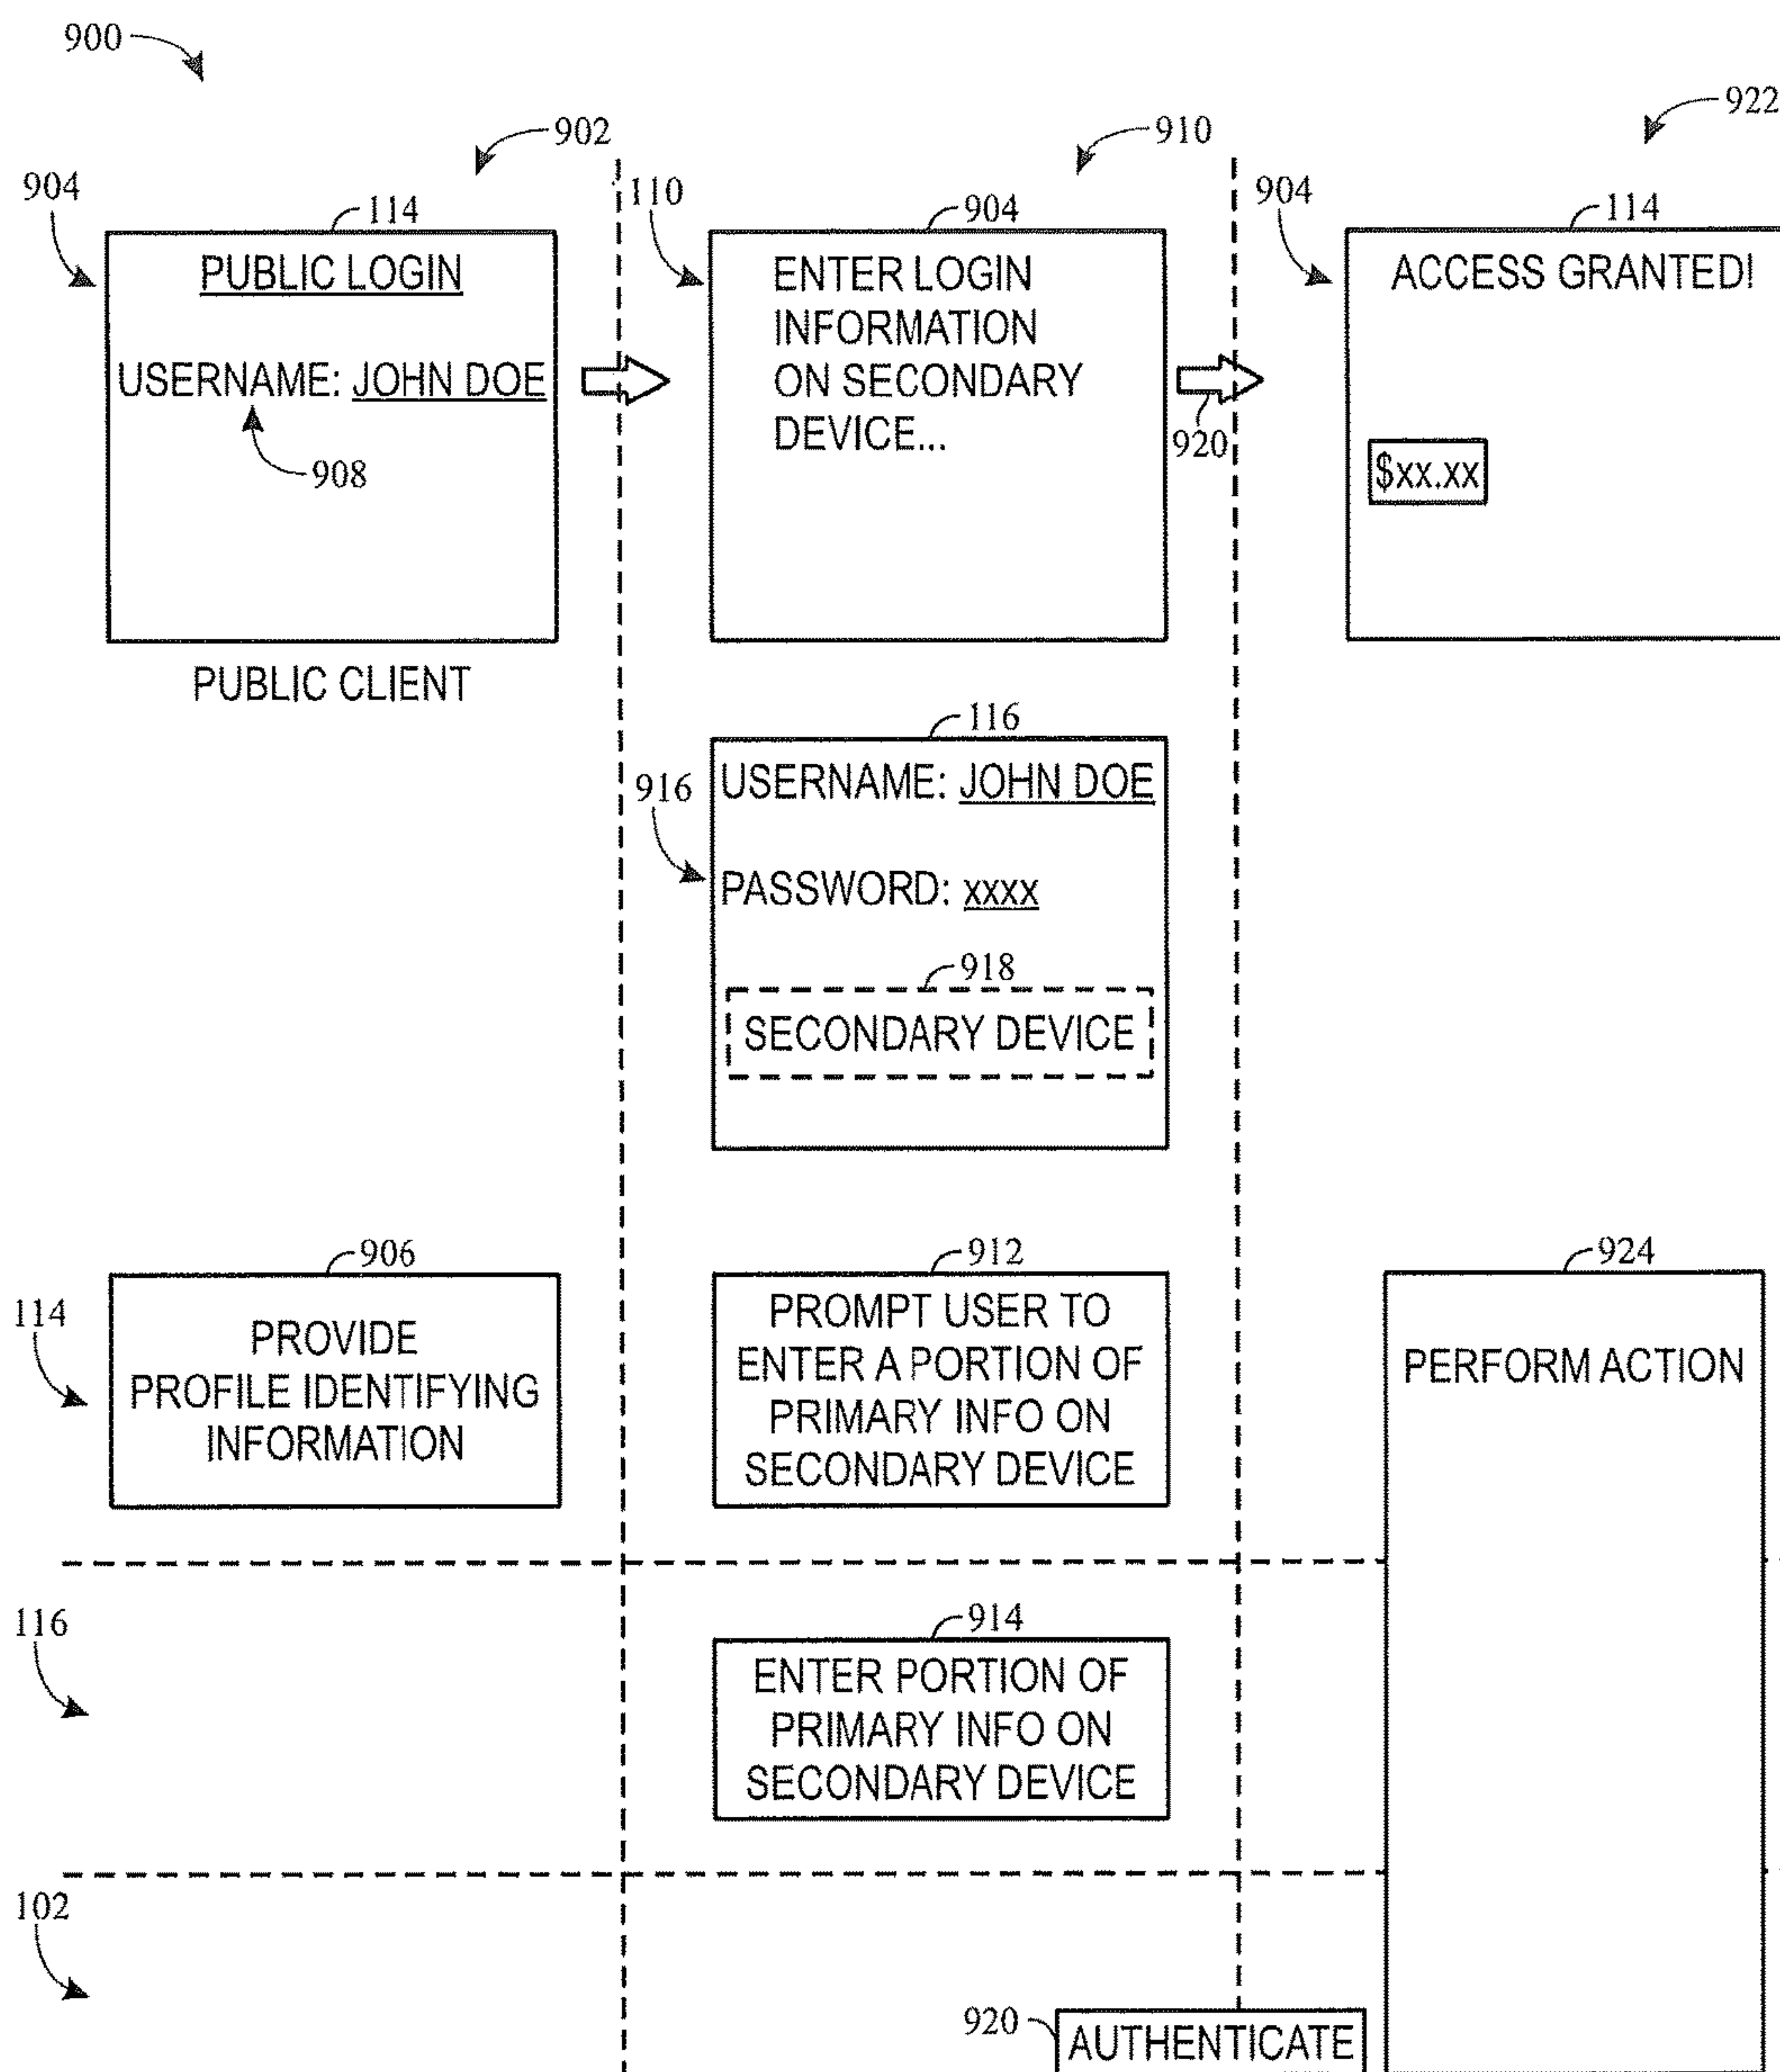 900
902
910
922
904
114
110
904
904
114
PUBLIC LOGIN
USERNAME: JOHN DOE
908
PUBLIC CLIENT
ENTER LOGIN
INFORMATION
ON SECONDARY
DEVICE...
920
ACCESS GRANTED!
$xx.xx
116
916
USERNAME: JOHN DOE
PASSWORD: xxxx
918
SECONDARY DEVICE
114
906
PROVIDE
PROFILE IDENTIFYING
INFORMATION
912
PROMPT USER TO
ENTER A PORTION OF
PRIMARY INFO ON
SECONDARY DEVICE
924
PERFORM ACTION
116
914
ENTER PORTION OF
PRIMARY INFO ON
SECONDARY DEVICE
102
920
AUTHENTICATE